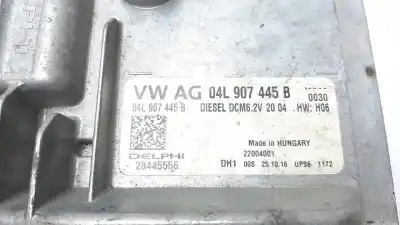 VW AG 04L 907 445 B
0030
04L 907 445 B DIESEL DCM6.2V 20 04 HW: H06
Made in HUNGARY
22004001
DELPHI
28445556
DH1 00S 25.10.16 UPS6 1172